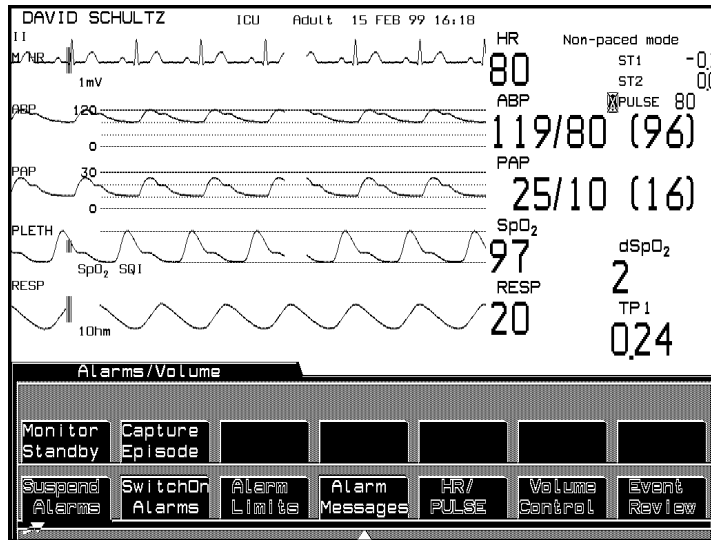 DAVID SCHULTZ ICU Adult 15 FEB 99 16:18
II
M HR
1mV
HR
80
Non-paced mode
ST1
ST2
PULSE 80
ABP 120
0
ABP
119/80 (96)
PAP 30
0
PAP
25/10 (16)
PLETH
SpO₂ SQI
SpO₂
97
dSpO₂
2
RESP
1Ohm
RESP
20
TP1
0.24
Alarms/Volume
Monitor Standby
Capture Episode
Suspend Alarms
SwitchOn Alarms
Alarm Limits
Alarm Messages
HR/ PULSE
Volume Control
Event Review